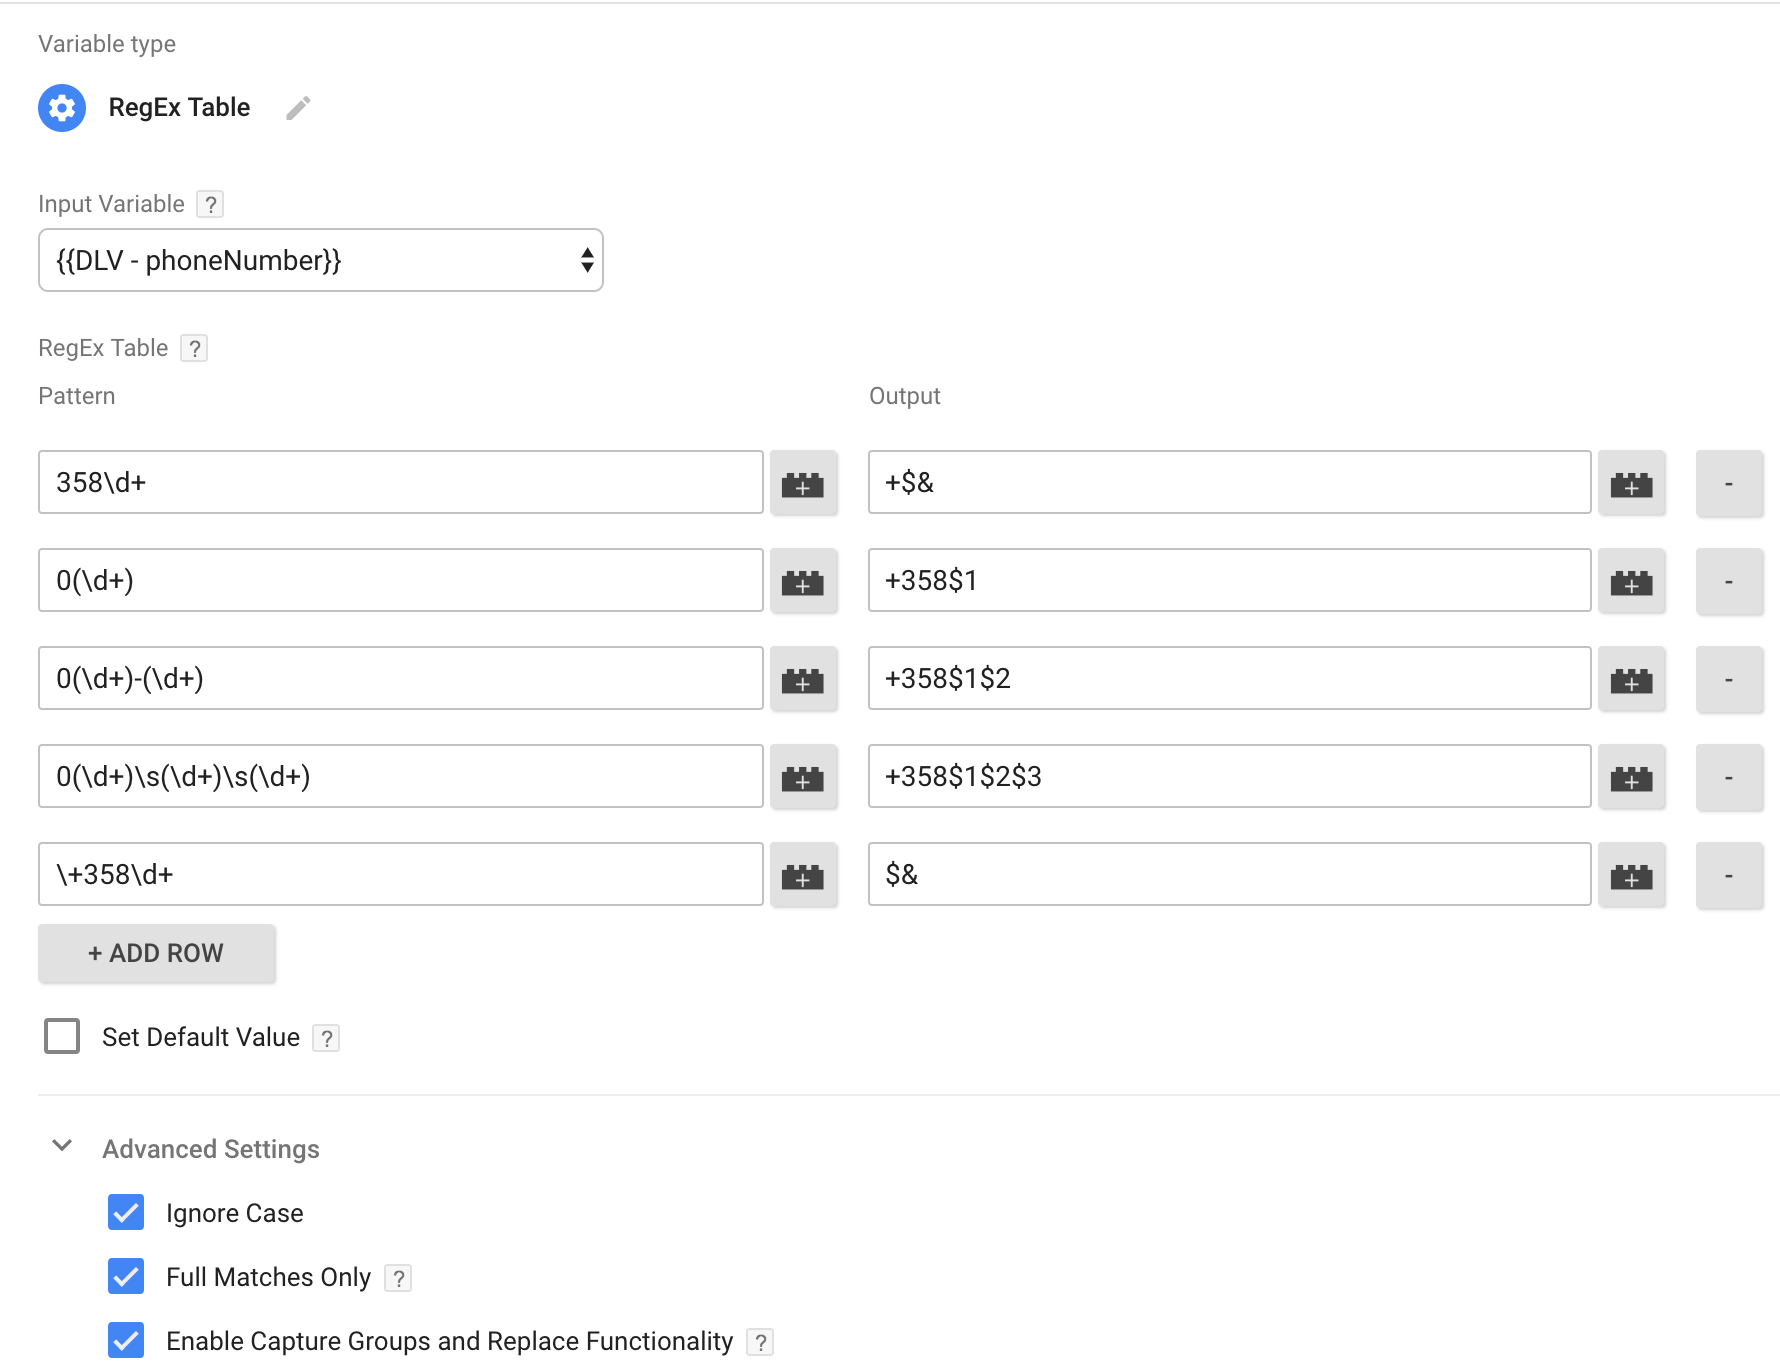 Variable type
RegEx Table
Input Variable ?
{{DLV - phoneNumber}}
RegEx Table ?
Pattern Output
358\d+ + +$& + -
0(\d+) + +358$1 + -
0(\d+)-(\d+) + +358$1$2 + -
0(\d+)\s(\d+)\s(\d+) + +358$1$2$3 + -
\+358\d+ + $& + -
+ ADD ROW
Set Default Value ?
Advanced Settings
Ignore Case
Full Matches Only ?
Enable Capture Groups and Replace Functionality ?